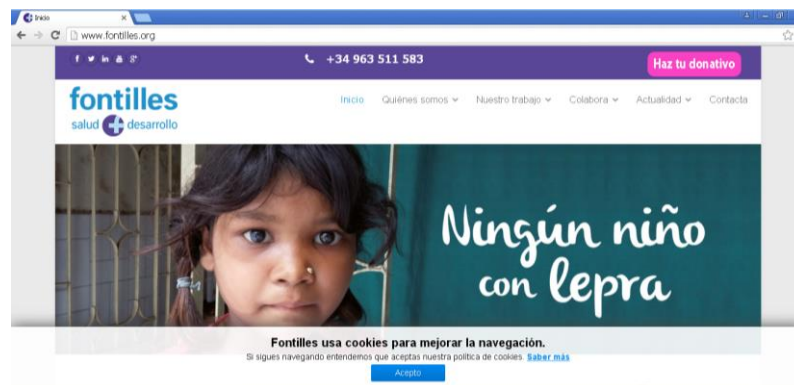 Inicio
www.fontilles.org
+34 963 511 583
Haz tu donativo
fontilles
salud desarrollo
Inicio Quiénes somos Nuestro trabajo Colabora Actualidad Contacta
Ningún niño
con lepra
Fontilles usa cookies para mejorar la navegación.
Si sigues navegando entendemos que aceptas nuestra política de cookies. Saber más
Acepto